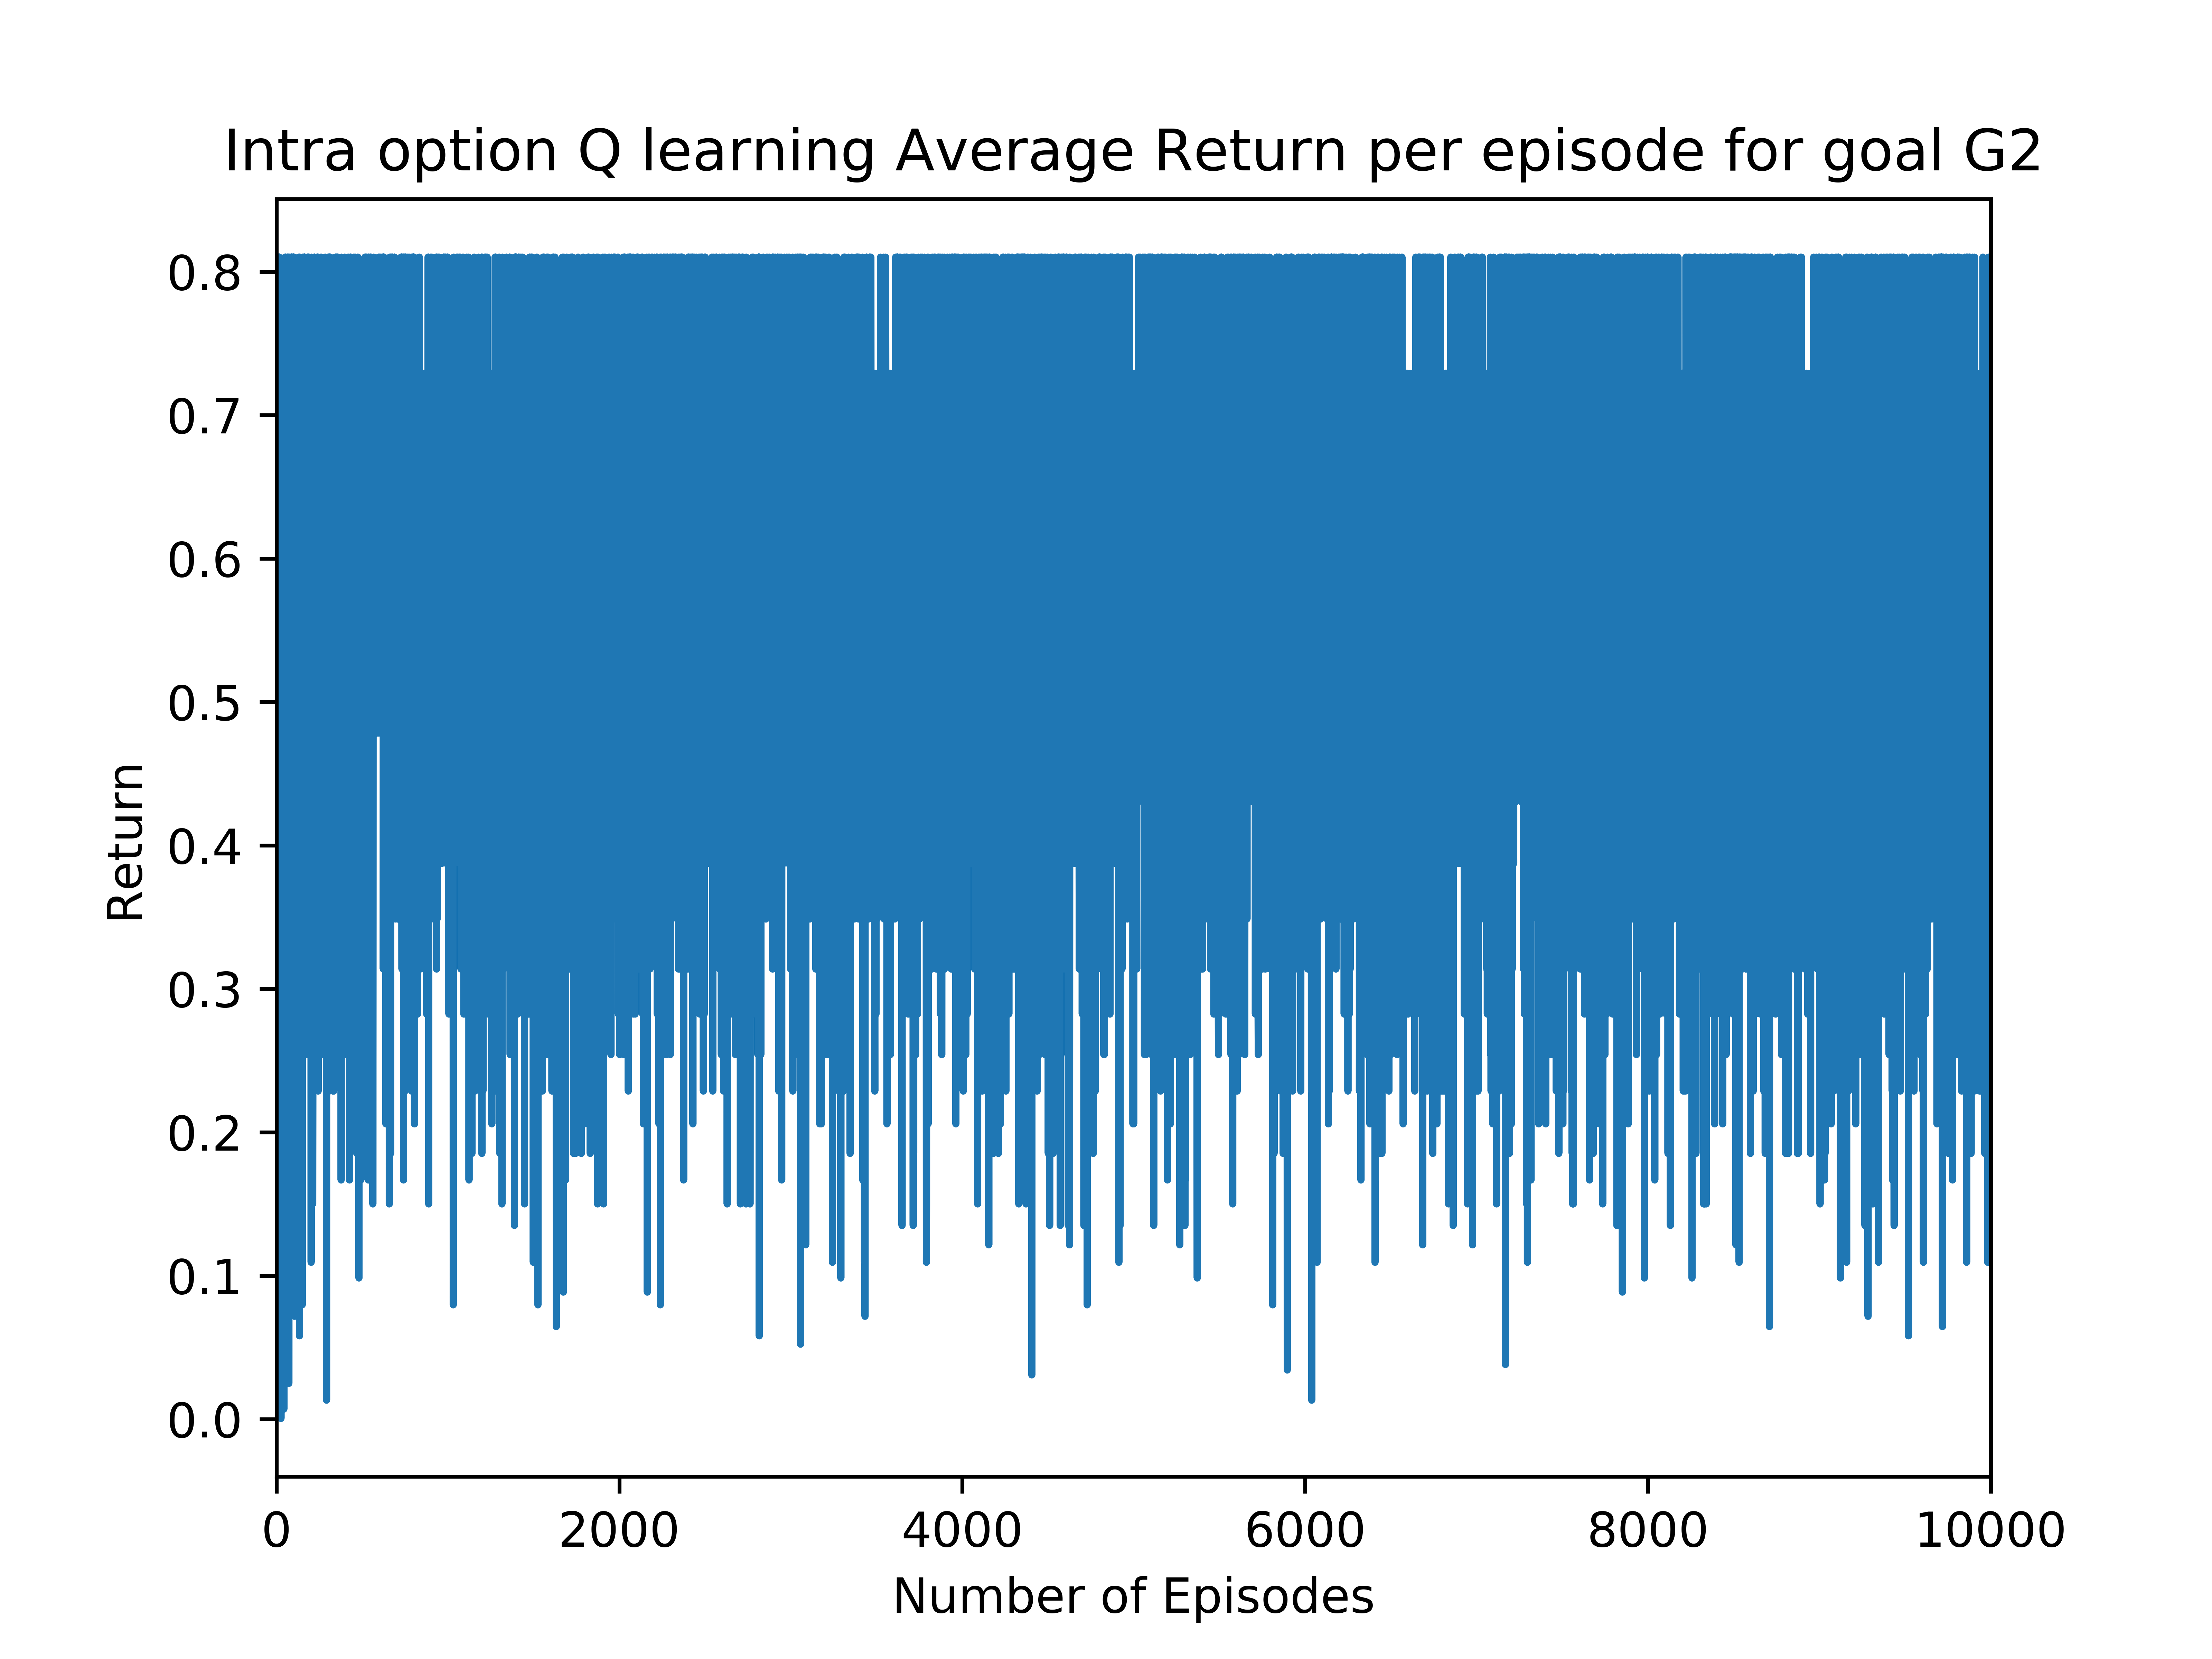 Intra option Q learning Average Return per episode for goal G2
0.8
0.7
0.6
0.5
0.4
0.3
0.2
0.1
0.0
Return
0 2000 4000 6000 8000 10000
Number of Episodes